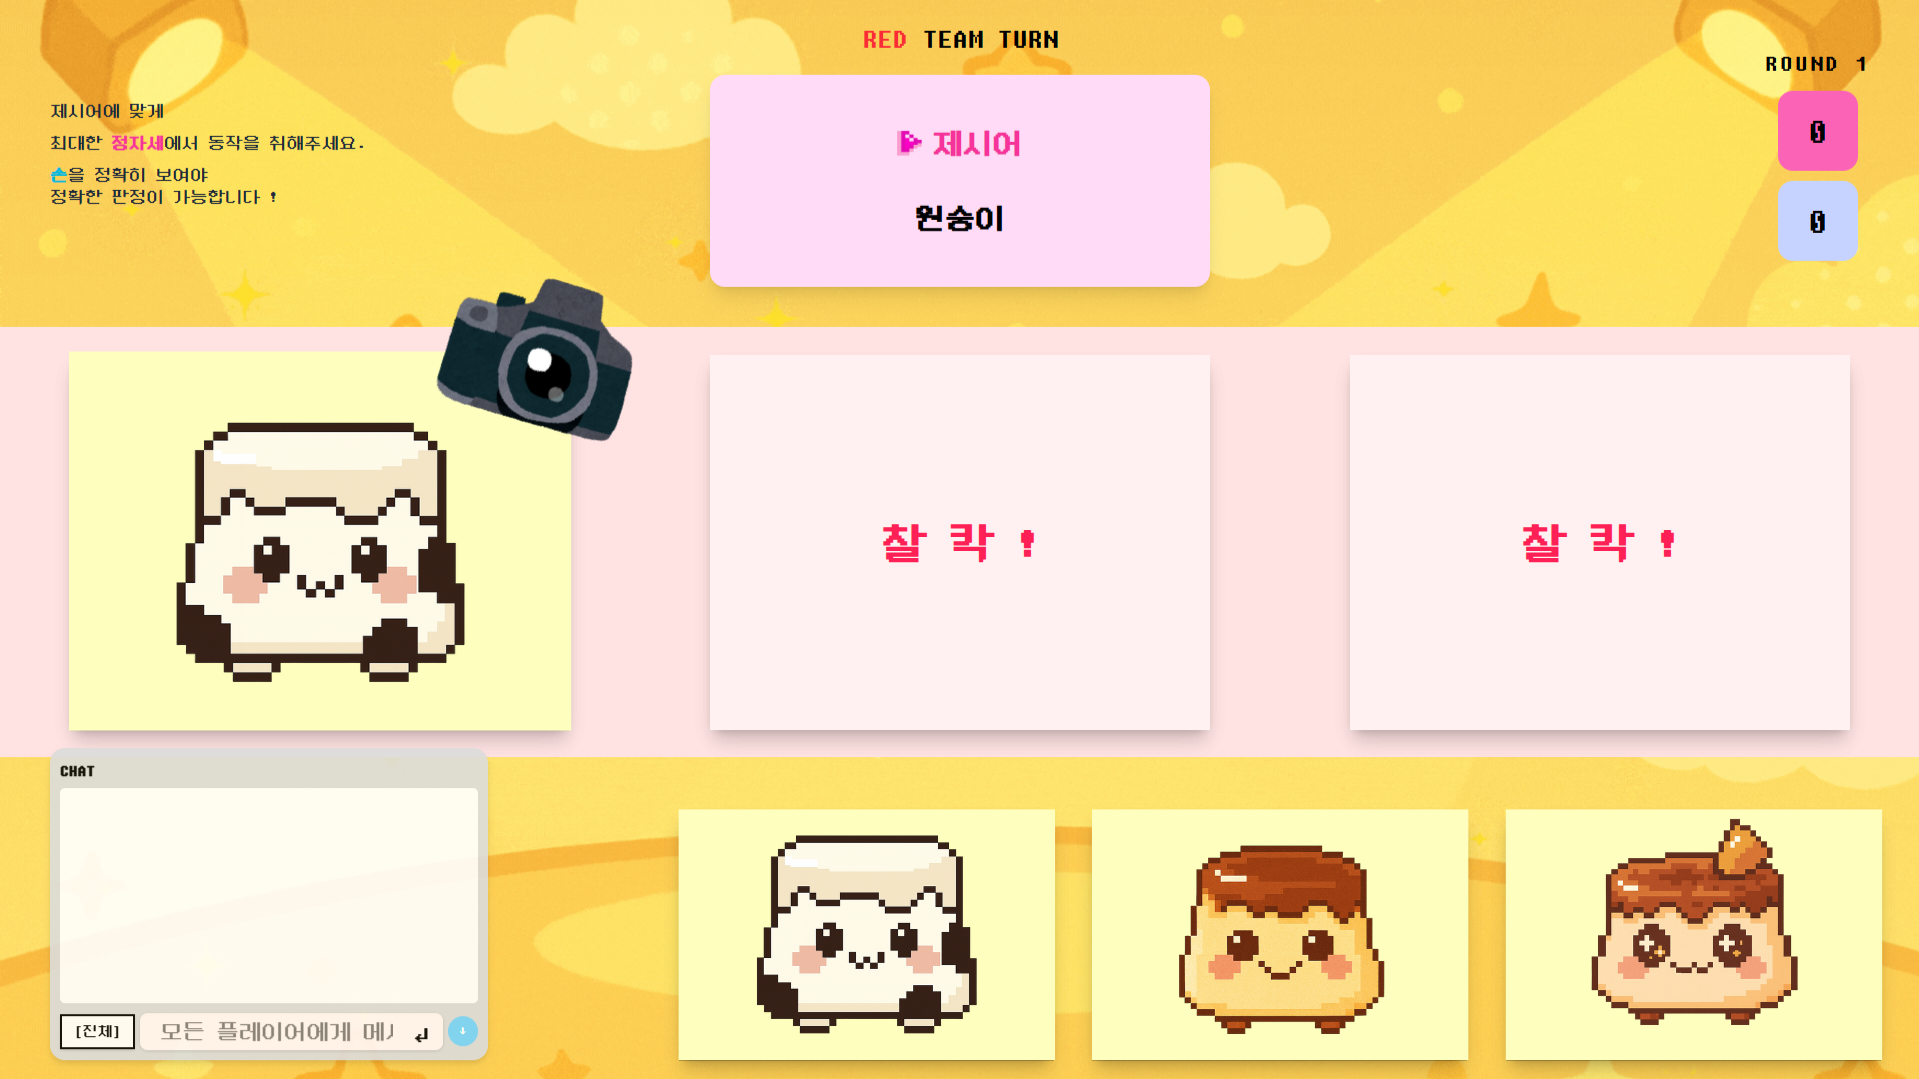 RED TEAM TURN
ROUND 1
0
0
제시어에 맞게
최대한 정자세에서 동작을 취해주세요.
손을 정확히 보여야
정확한 판정이 가능합니다 !
제시어
원숭이
찰 칵 !
찰 칵 !
CHAT
[전체]
모든 플레이어에게